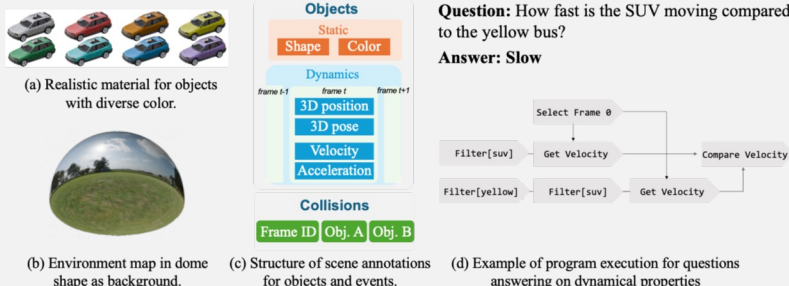 (a) Realistic material for objects
with diverse color.
(b) Environment map in dome
shape as background.
Objects
Static
Shape Color
Dynamics
frame t-1 frame t frame t+1
3D position
3D pose
Velocity
Acceleration
Collisions
Frame ID Obj. A Obj. B
(c) Structure of scene annotations
for objects and events.
Question: How fast is the SUV moving compared
to the yellow bus?
Answer: Slow
Select Frame 0
Filter[suv] Get Velocity Compare Velocity
Filter[yellow] Filter[suv] Get Velocity
(d) Example of program execution for questions
answering on dynamical properties